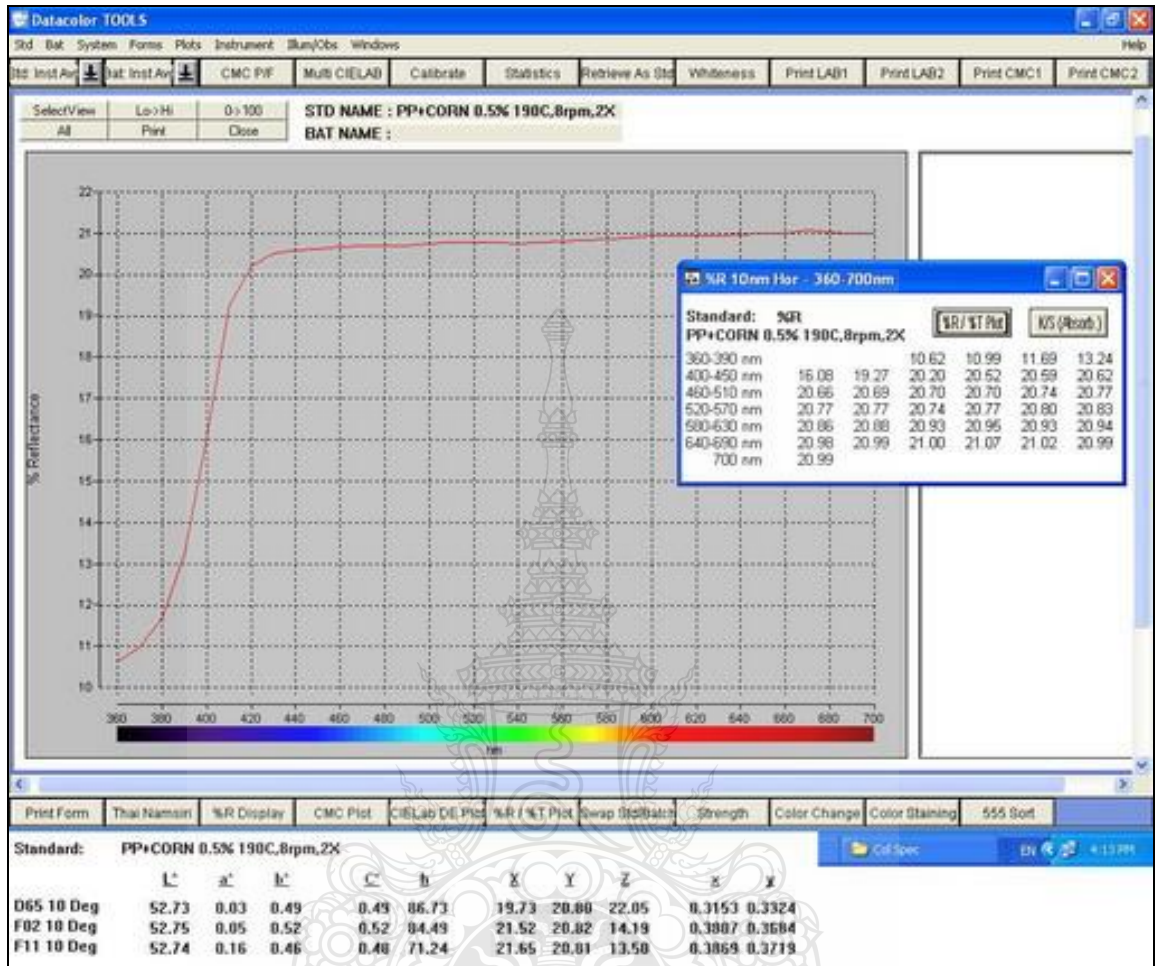 Datacolor TOOLS
Std Bat System Forms Plots Instrument Illum/Obs Windows Help
Std: Inst Av Bat: Inst Av CMC P/F Multi CIELAB Calibrate Statistics Retrieve As Std Whiteness Print LAB1 Print LAB2 Print CMC1 Print CMC2
SelectView Lo>Hi 0>100 STD NAME : PP+CORN 0.5% 190C,8rpm,2X
All Print Close BAT NAME :
22
21
20
19
18
17
16
15
14
13
12
11
10
% Reflectance
%R 10nm Hor - 360-700nm
Standard: %R %R / %T Plot K/S (Absorb.)
PP+CORN 0.5% 190C,8rpm,2X
360-390 nm 10.62 10.99 11.69 13.24
400-450 nm 16.08 19.27 20.20 20.52 20.59 20.62
460-510 nm 20.66 20.69 20.70 20.70 20.74 20.77
520-570 nm 20.77 20.77 20.74 20.77 20.80 20.83
580-630 nm 20.86 20.88 20.93 20.95 20.93 20.94
640-690 nm 20.98 20.99 21.00 21.07 21.02 20.99
700 nm 20.99
360 380 400 420 440 460 480 500 520 540 560 580 600 620 640 660 680 700
nm
Print Form Thai Namsiri %R Display CMC Plot CIELab DE Plot %R / %T Plot Swap Std/Batch Strength Color Change Color Staining 555 Sort
Standard: PP+CORN 0.5% 190C,8rpm,2X Col Spec EN 4:13 PM
L* a* b* C* h X Y Z x y
D65 10 Deg 52.73 0.03 0.49 0.49 86.73 19.73 20.80 22.05 0.3153 0.3324
F02 10 Deg 52.75 0.05 0.52 0.52 84.49 21.52 20.82 14.19 0.3807 0.3684
F11 10 Deg 52.74 0.16 0.46 0.48 71.24 21.65 20.81 13.50 0.3869 0.3719